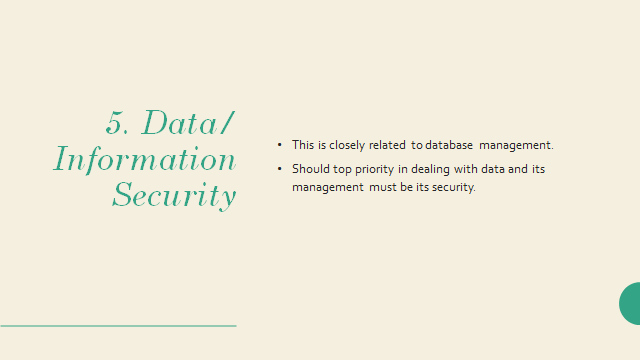 5. Data/
Information
Security
• This is closely related to database management.
• Should top priority in dealing with data and its
management must be its security.